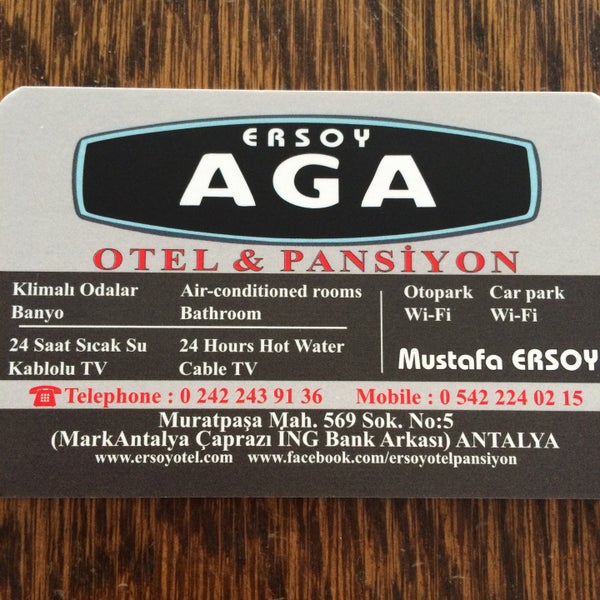 ERSOY
AGA
OTEL & PANSİYON
Klimalı Odalar Air-conditioned rooms Otopark Car park
Banyo Bathroom Wi-Fi Wi-Fi
24 Saat Sıcak Su 24 Hours Hot Water
Kablolu TV Cable TV
Mustafa ERSOY
☎Telephone : 0 242 243 91 36 Mobile : 0 542 224 02 15
Muratpaşa Mah. 569 Sok. No:5
(MarkAntalya Çaprazı İNG Bank Arkası) ANTALYA
www.ersoyotel.com www.facebook.com/ersoyotelpansiyon